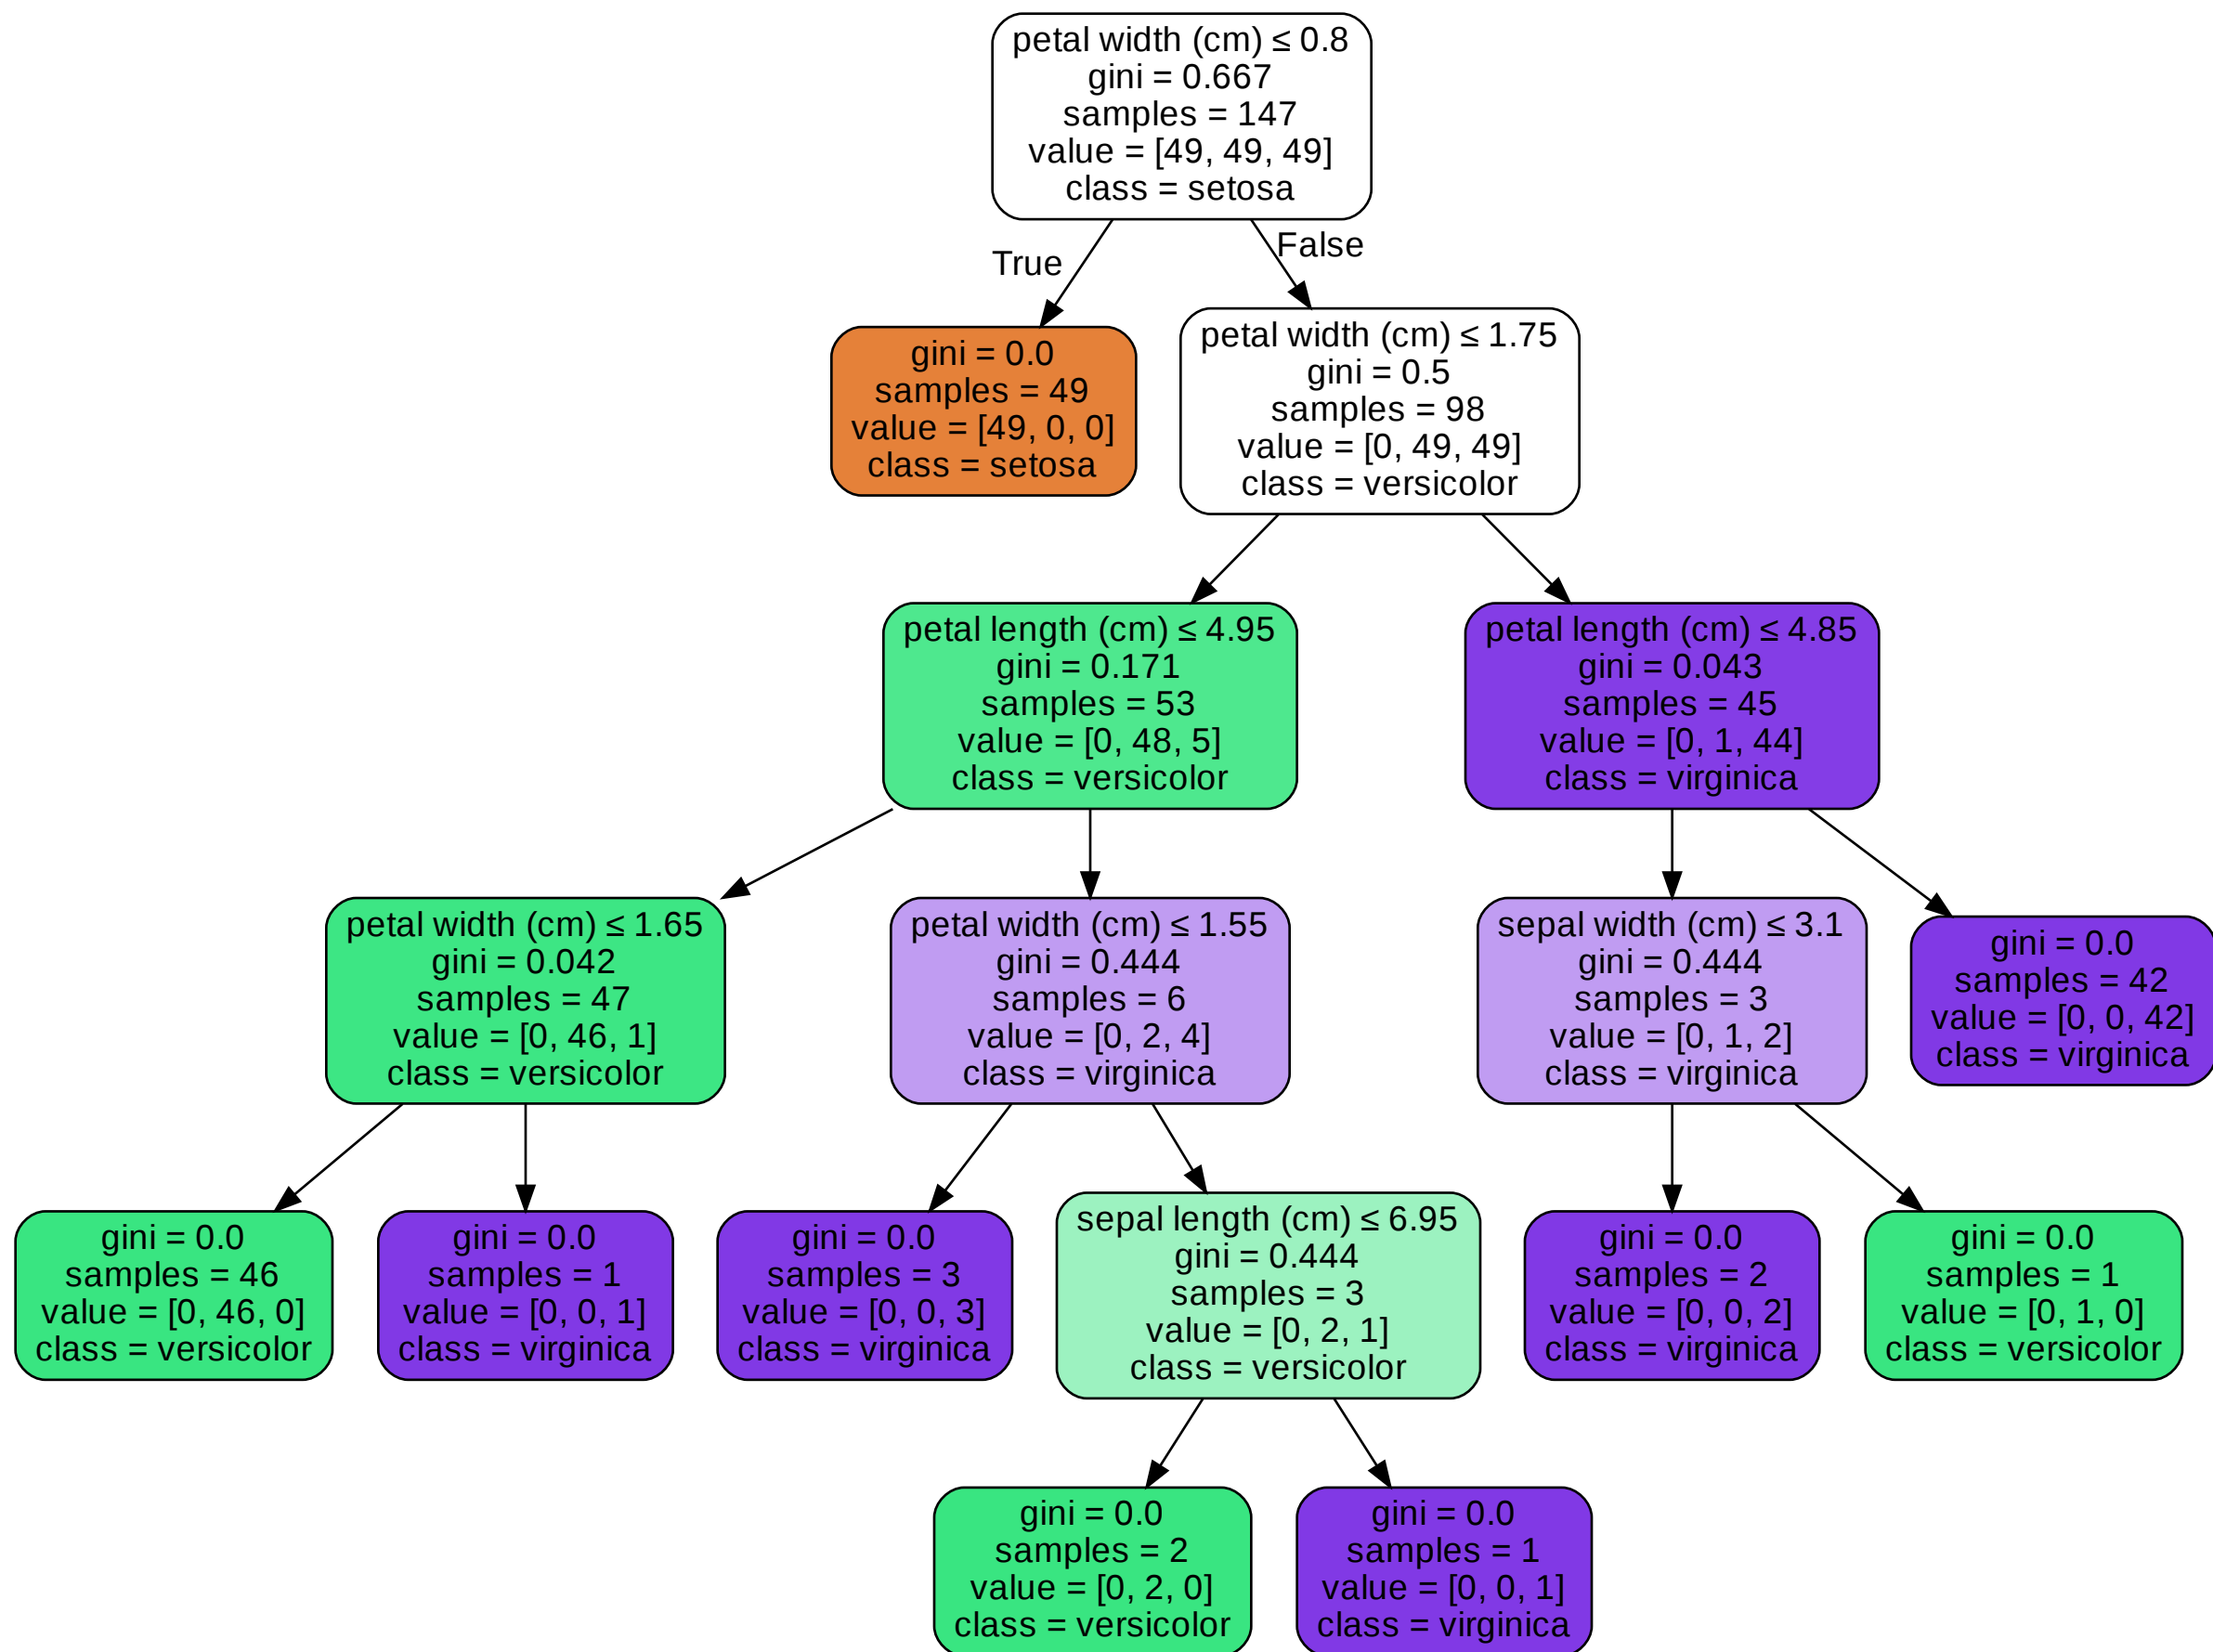 petal width (cm) ≤ 0.8
gini = 0.667
samples = 147
value = [49, 49, 49]
class = setosa
True
False
gini = 0.0
samples = 49
value = [49, 0, 0]
class = setosa
petal width (cm) ≤ 1.75
gini = 0.5
samples = 98
value = [0, 49, 49]
class = versicolor
petal length (cm) ≤ 4.95
gini = 0.171
samples = 53
value = [0, 48, 5]
class = versicolor
petal length (cm) ≤ 4.85
gini = 0.043
samples = 45
value = [0, 1, 44]
class = virginica
petal width (cm) ≤ 1.65
gini = 0.042
samples = 47
value = [0, 46, 1]
class = versicolor
petal width (cm) ≤ 1.55
gini = 0.444
samples = 6
value = [0, 2, 4]
class = virginica
sepal width (cm) ≤ 3.1
gini = 0.444
samples = 3
value = [0, 1, 2]
class = virginica
gini = 0.0
samples = 42
value = [0, 0, 42]
class = virginica
gini = 0.0
samples = 46
value = [0, 46, 0]
class = versicolor
gini = 0.0
samples = 1
value = [0, 0, 1]
class = virginica
gini = 0.0
samples = 3
value = [0, 0, 3]
class = virginica
sepal length (cm) ≤ 6.95
gini = 0.444
samples = 3
value = [0, 2, 1]
class = versicolor
gini = 0.0
samples = 2
value = [0, 0, 2]
class = virginica
gini = 0.0
samples = 1
value = [0, 1, 0]
class = versicolor
gini = 0.0
samples = 2
value = [0, 2, 0]
class = versicolor
gini = 0.0
samples = 1
value = [0, 0, 1]
class = virginica